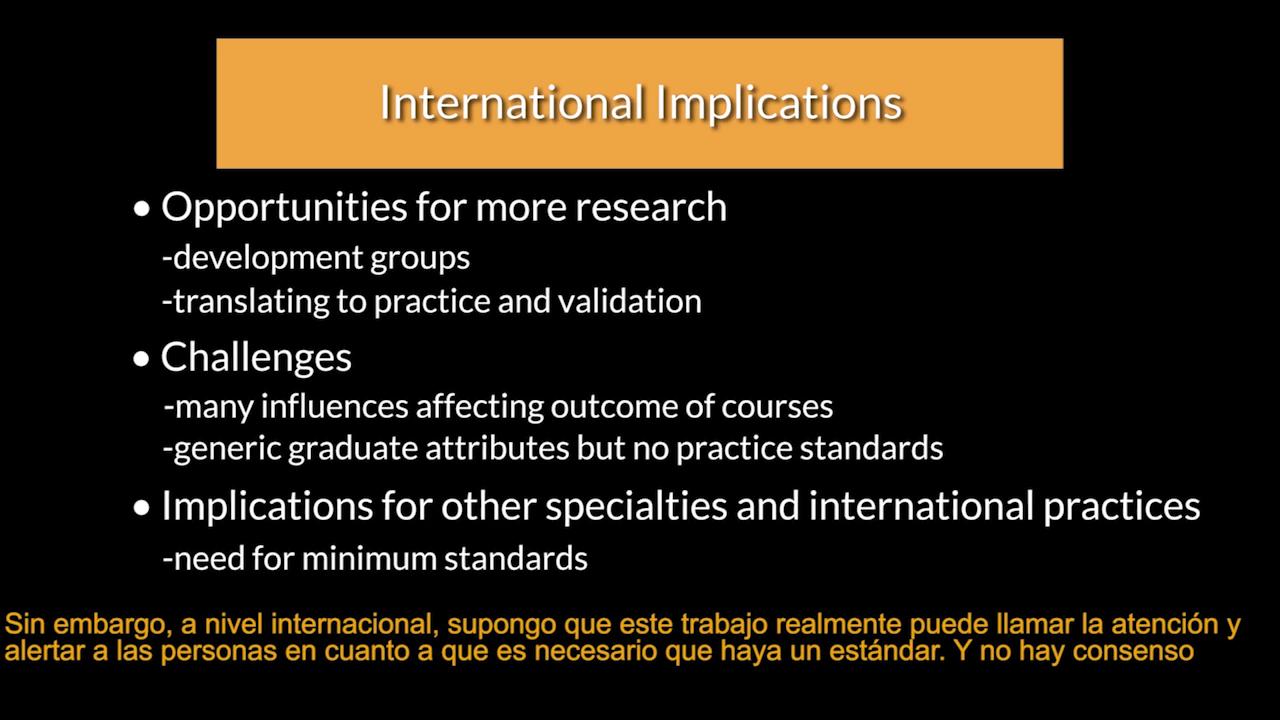 International Implications
• Opportunities for more research
-development groups
-translating to practice and validation
• Challenges
-many influences affecting outcome of courses
-generic graduate attributes but no practice standards
• Implications for other specialties and international practices
-need for minimum standards
Sin embargo, a nivel internacional, supongo que este trabajo realmente puede llamar la atención y
alertar a las personas en cuanto a que es necesario que haya un estándar. Y no hay consenso